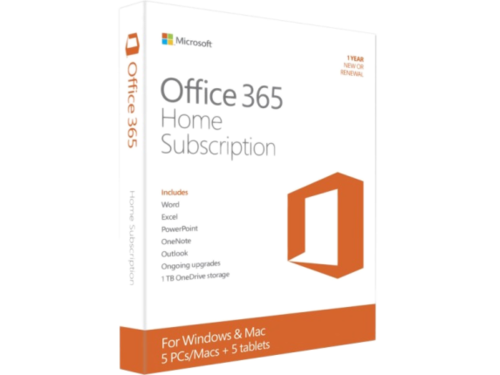 Microsoft
1 YEAR
NEW OR
RENEWAL
Office 365
Home
Subscription
Includes
Word
Excel
PowerPoint
OneNote
Outlook
Ongoing upgrades
1 TB OneDrive storage
For Windows & Mac
5 PCs/Macs + 5 tablets
Office 365
Home Subscription